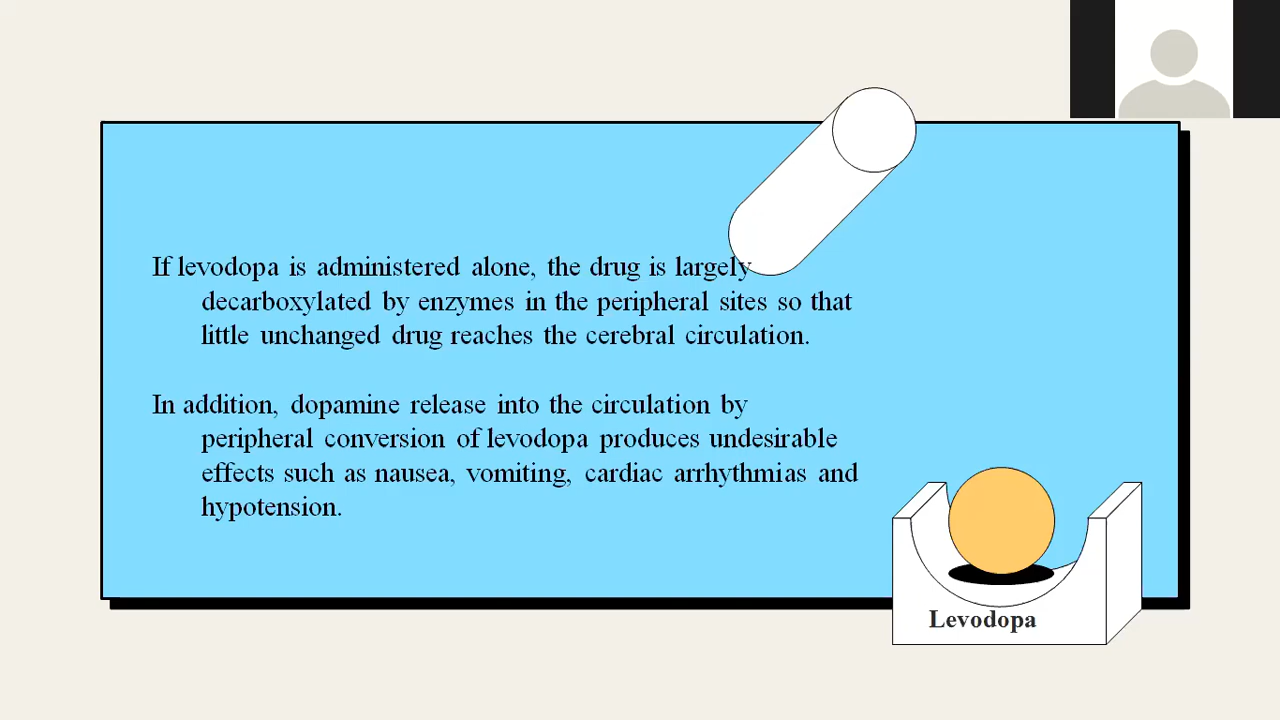 If levodopa is administered alone, the drug is largely
decarboxylated by enzymes in the peripheral sites so that
little unchanged drug reaches the cerebral circulation.
In addition, dopamine release into the circulation by
peripheral conversion of levodopa produces undesirable
effects such as nausea, vomiting, cardiac arrhythmias and
hypotension.
Levodopa